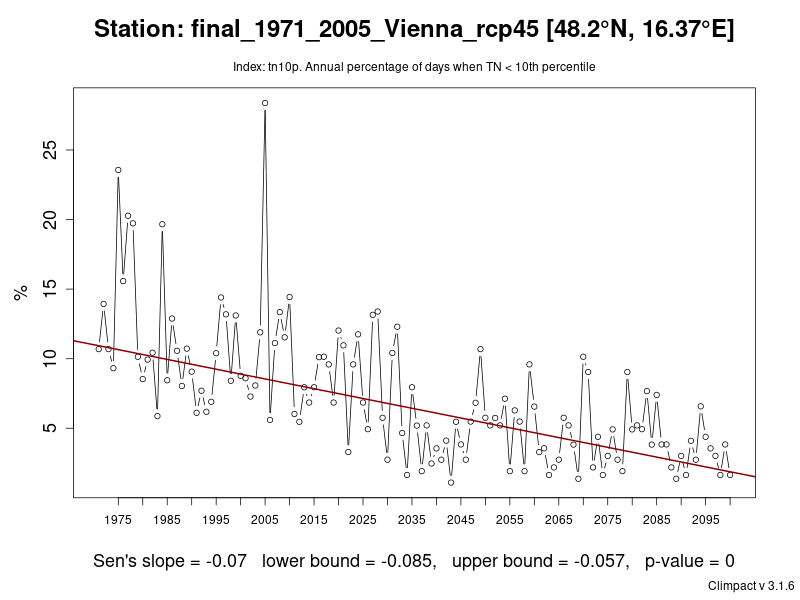 Station: final_1971_2005_Vienna_rcp45 [48.2°N, 16.37°E]
Index: tn10p. Annual percentage of days when TN < 10th percentile
25
20
15
10
5
%
1975 1985 1995 2005 2015 2025 2035 2045 2055 2065 2075 2085 2095
Sen's slope = -0.07 lower bound = -0.085, upper bound = -0.057, p-value = 0
Climpact v 3.1.6